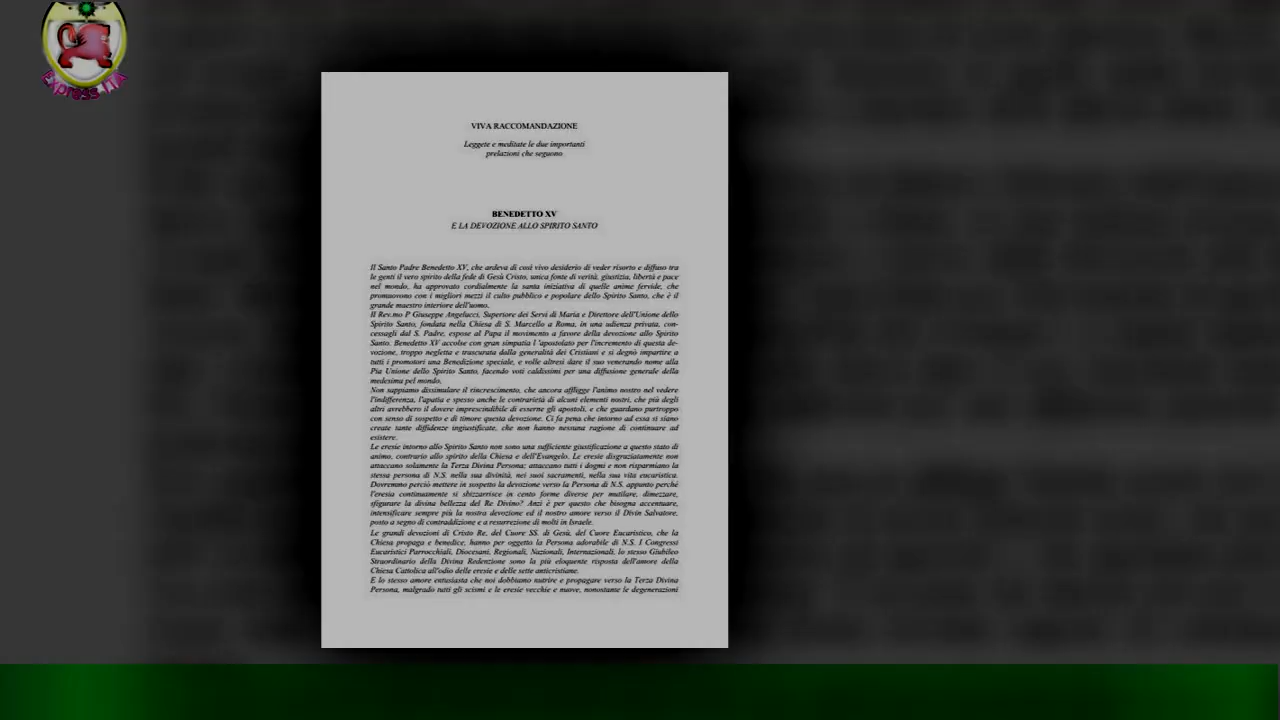 Express
VIVA RACCOMANDAZIONE
Leggete e meditate le due importanti
prelazioni che seguono
BENEDETTO XV
E LA DEVOZIONE ALLO SPIRITO SANTO
Il Santo Padre Benedetto XV, che ardeva di così vivo desiderio di veder risorto e diffuso tra
le genti il vero spirito della fede di Gesù Cristo, unica fonte di verità, giustizia, libertà e pace
nel mondo, ha approvato cordialmente la santa iniziativa di quelle anime fervide, che
promuovono con i migliori mezzi il culto pubblico e popolare dello Spirito Santo, che è il
grande maestro interiore dell'uomo.
Il Rev.mo P Giuseppe Angelucci, Superiore dei Servi di Maria e Direttore dell'Unione dello
Spirito Santo, fondata nella Chiesa di S. Marcello a Roma, in una udienza privata, con-
cessagli dal S. Padre, espose al Papa il movimento a favore della devozione allo Spirito
Santo. Benedetto XV accolse con gran simpatia l 'apostolato per l'incremento di questa de-
vozione, troppo negletta e trascurata dalla generalità dei Cristiani e si degnò impartire a
tutti i promotori una Benedizione speciale, e volle altresì dare il suo venerando nome alla
Pia Unione dello Spirito Santo, facendo voti caldissimi per una diffusione generale della
medesima pel mondo.
Non sappiamo dissimulare il rincrescimento, che ancora affligge l'animo nostro nel vedere
l'indifferenza, l'apatia e spesso anche le contrarietà di alcuni elementi nostri, che più degli
altri avrebbero il dovere imprescindibile di esserne gli apostoli, e che guardano purtroppo
con senso di sospetto e di timore questa devozione. Ci fa pena che intorno ad essa si siano
create tante diffidenze ingiustificate, che non hanno nessuna ragione di continuare ad
esistere.
Le eresie intorno allo Spirito Santo non sono una sufficiente giustificazione a questo stato di
animo, contrario allo spirito della Chiesa e dell'Evangelo. Le eresie disgraziatamente non
attaccano solamente la Terza Divina Persona; attaccano tutti i dogmi e non risparmiano la
stessa persona di N.S. nella sua divinità, nei suoi sacramenti, nella sua vita eucaristica.
Dovremmo perciò mettere in sospetto la devozione verso la Persona di N.S. appunto perché
l'eresia continuamente si sbizzarrisce in cento forme diverse per mutilare, dimezzare,
sfigurare la divina bellezza del Re Divino? Anzi è per questo che bisogna accentuare,
intensificare sempre più la nostra devozione ed il nostro amore verso il Divin Salvatore,
posto a segno di contraddizione e a resurrezione di molti in Israele.
Le grandi devozioni di Cristo Re, del Cuore SS. di Gesù, del Cuore Eucaristico, che la
Chiesa propaga e benedice, hanno per oggetto la Persona adorabile di N.S. I Congressi
Eucaristici Parrocchiali, Diocesani, Regionali, Nazionali, Internazionali, lo stesso Giubileo
Straordinario della Divina Redenzione sono la più eloquente risposta dell'amore della
Chiesa Cattolica all'odio delle eresie e delle sette anticristiane.
E lo stesso amore entusiasta che noi dobbiamo nutrire e propagare verso la Terza Divina
Persona, malgrado tutti gli scismi e le eresie vecchie e nuove, nonostante le degenerazioni